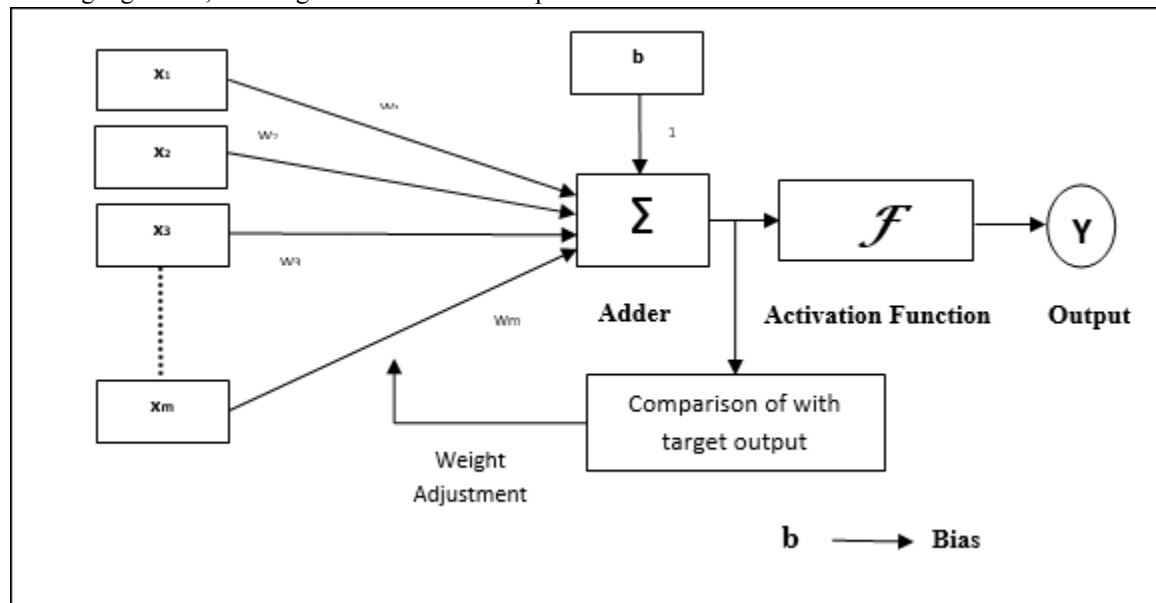 b
x₁
w₁
x₂
w₂
1
x₃
Σ
ℱ
Y
w₃
Adder
Activation Function
Output
wₘ
xₘ
Comparison of with
target output
Weight
Adjustment
b
Bias